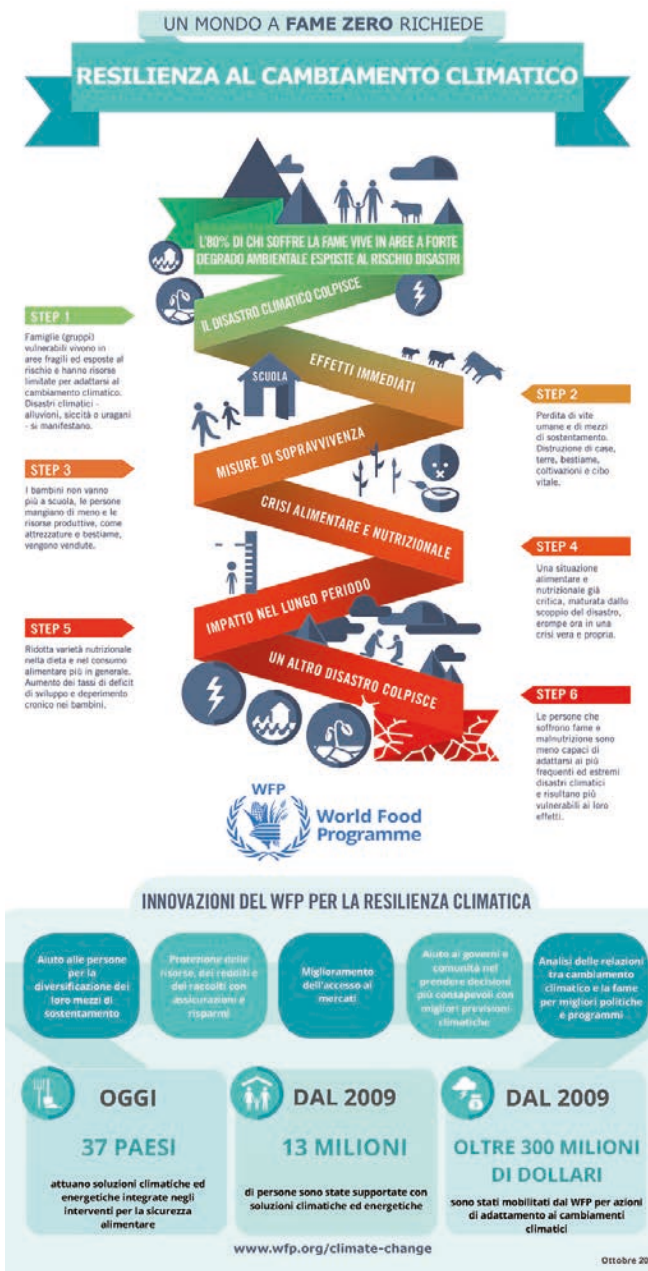 UN MONDO A FAME ZERO RICHIEDE
RESILIENZA AL CAMBIAMENTO CLIMATICO
L'80% DI CHI SOFFRE LA FAME VIVE IN AREE A FORTE
DEGRADO AMBIENTALE ESPOSTE AL RISCHIO DISASTRI
IL DISASTRO CLIMATICO COLPISCE
STEP 1
Famiglie (gruppi)
vulnerabili vivono in
aree fragili ed esposte al
rischio e hanno risorse
limitate per adattarsi al
cambiamento climatico.
Disastri climatici -
alluvioni, siccità o uragani
- si manifestano.
EFFETTI IMMEDIATI
SCUOLA
STEP 2
Perdita di vite
umane e di mezzi
di sostentamento.
Distruzione di case,
terre, bestiame,
coltivazioni e cibo
vitale.
MISURE DI SOPRAVVIVENZA
STEP 3
I bambini non vanno
più a scuola, le persone
mangiano di meno e le
risorse produttive, come
attrezzature e bestiame,
vengono vendute.
CRISI ALIMENTARE E NUTRIZIONALE
STEP 4
Una situazione
alimentare e
nutrizionale già
critica, maturata dallo
scoppio del disastro,
erompe ora in una
crisi vera e propria.
IMPATTO NEL LUNGO PERIODO
STEP 5
Ridotta varietà nutrizionale
nella dieta e nel consumo
alimentare più in generale.
Aumento dei tassi di deficit
di sviluppo e deperimento
cronico nei bambini.
UN ALTRO DISASTRO COLPISCE
STEP 6
Le persone che
soffrono fame e
malnutrizione sono
meno capaci di
adattarsi ai più
frequenti ed estremi
disastri climatici
e risultano più
vulnerabili ai loro
effetti.
WFP
World Food
Programme
INNOVAZIONI DEL WFP PER LA RESILIENZA CLIMATICA
Aiuto alle persone
per la
diversificazione dei
loro mezzi di
sostentamento
Protezione delle
risorse, dei redditi e
dei raccolti con
assicurazioni e
risparmi
Miglioramento
dell'accesso ai
mercati
Aiuto ai governi e
comunità nel
prendere decisioni
più consapevoli con
migliori previsioni
climatiche
Analisi delle relazioni
tra cambiamento
climatico e la fame
per migliori politiche
e programmi
OGGI
37 PAESI
attuano soluzioni climatiche ed
energetiche integrate negli
interventi per la sicurezza
alimentare
DAL 2009
13 MILIONI
di persone sono state supportate con
soluzioni climatiche ed energetiche
DAL 2009
OLTRE 300 MILIONI
DI DOLLARI
sono stati mobilitati dal WFP per azioni
di adattamento ai cambiamenti
climatici
www.wfp.org/climate-change
Ottobre 20